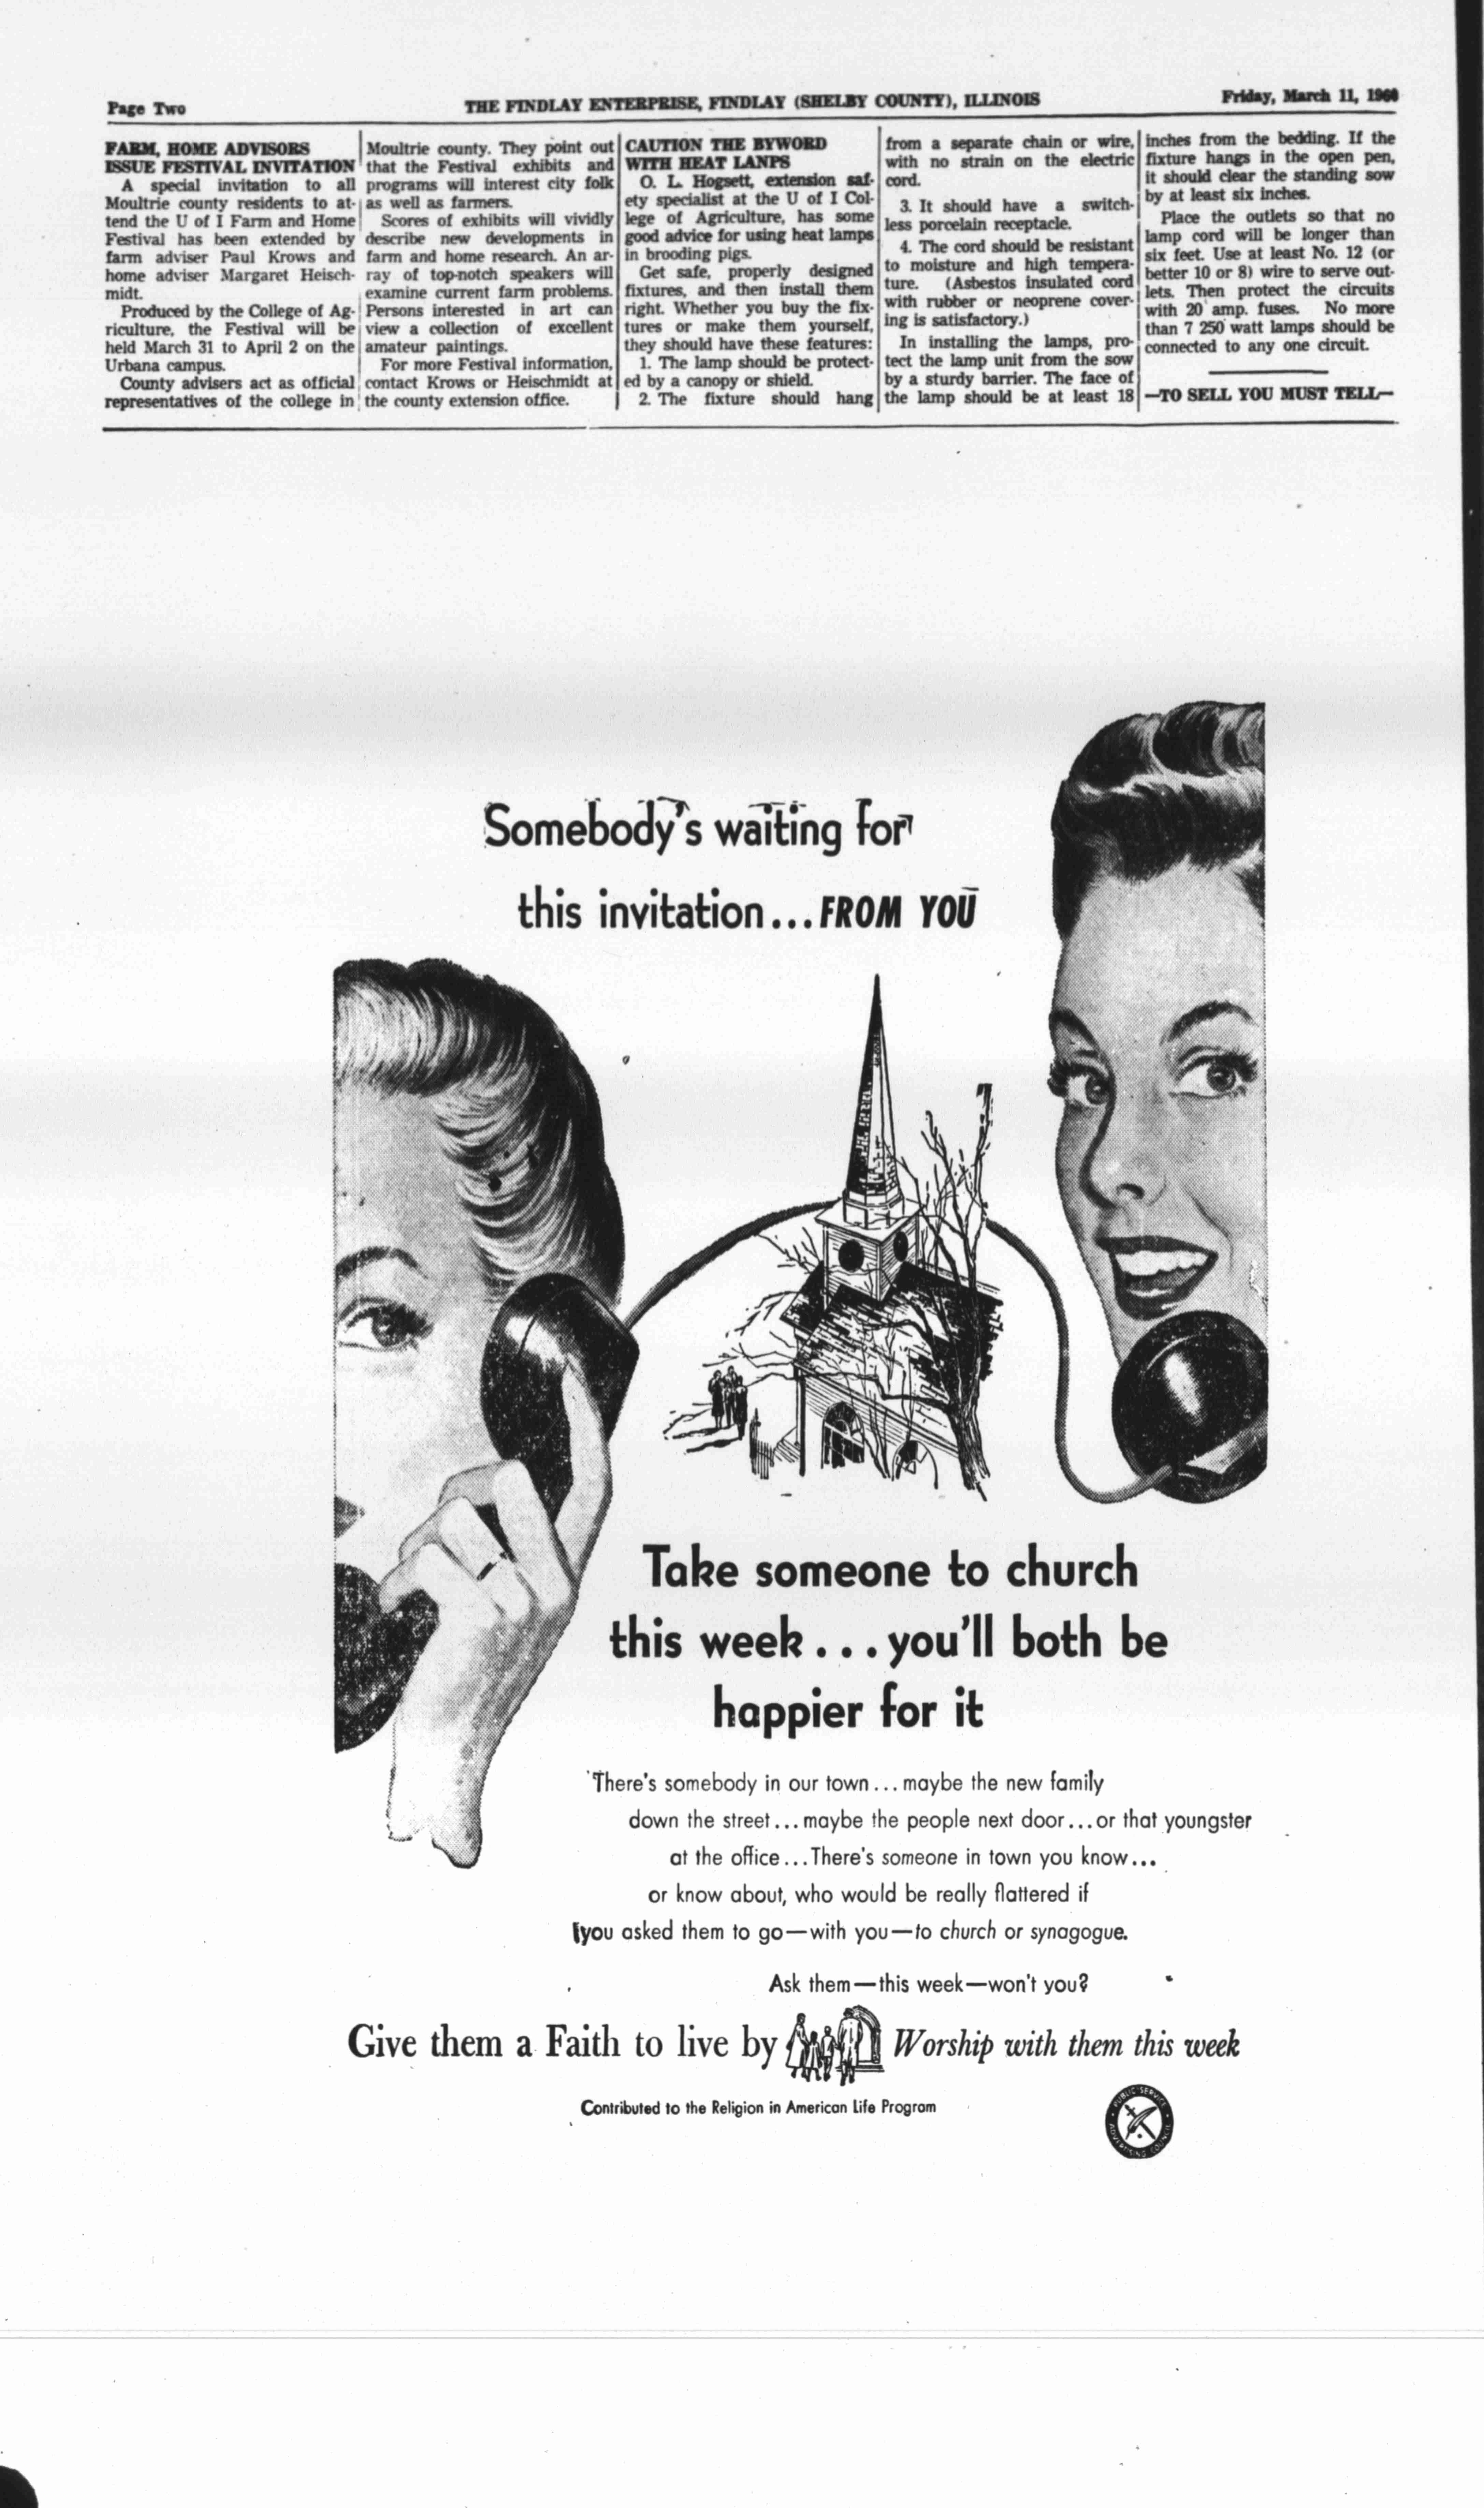 Page Two
THE FINDLAY ENTERPRISE, FINDLAY (SHELBY COUNTY), ILLINOIS
Friday, March 11, 1960
FARM, HOME ADVISORS
ISSUE FESTIVAL INVITATION
A special invitation to all
Moultrie county residents to at-
tend the U of I Farm and Home
Festival has been extended by
farm adviser Paul Krows and
home adviser Margaret Heisch-
midt.
Produced by the College of Ag-
riculture, the Festival will be
held March 31 to April 2 on the
Urbana campus.
County advisers act as official
representatives of the college in
Moultrie county. They point out
that the Festival exhibits and
programs will interest city folk
as well as farmers.
Scores of exhibits will vividly
describe new developments in
farm and home research. An ar-
ray of top-notch speakers will
examine current farm problems.
Persons interested in art can
view a collection of excellent
amateur paintings.
For more Festival information,
contact Krows or Heischmidt at
the county extension office.
CAUTION THE BYWORD
WITH HEAT LANPS
O. L. Hogsett, extension saf-
ety specialist at the U of I Col-
lege of Agriculture, has some
good advice for using heat lamps
in brooding pigs.
Get safe, properly designed
fixtures, and then install them
right. Whether you buy the fix-
tures or make them yourself,
they should have these features:
1. The lamp should be protect-
ed by a canopy or shield.
2. The fixture should hang
from a separate chain or wire,
with no strain on the electric
cord.
3. It should have a switch-
less porcelain receptacle.
4. The cord should be resistant
to moisture and high tempera-
ture. (Asbestos insulated cord
with rubber or neoprene cover-
ing is satisfactory.)
In installing the lamps, pro-
tect the lamp unit from the sow
by a sturdy barrier. The face of
the lamp should be at least 18
inches from the bedding. If the
fixture hangs in the open pen,
it should clear the standing sow
by at least six inches.
Place the outlets so that no
lamp cord will be longer than
six feet. Use at least No. 12 (or
better 10 or 8) wire to serve out-
lets. Then protect the circuits
with 20 amp. fuses. No more
than 7 250 watt lamps should be
connected to any one circuit.
—TO SELL YOU MUST TELL—
Somebody's waiting for
this invitation...FROM YOU
Take someone to church
this week...you'll both be
happier for it
There's somebody in our town...maybe the new family
down the street...maybe the people next door...or that youngster
at the office...There's someone in town you know...
or know about, who would be really flattered if
you asked them to go—with you—to church or synagogue.
Ask them—this week—won't you?
Give them a Faith to live by Worship with them this week
Contributed to the Religion in American Life Program
PUBLIC SERVICE
ADVERTISING COUNCIL